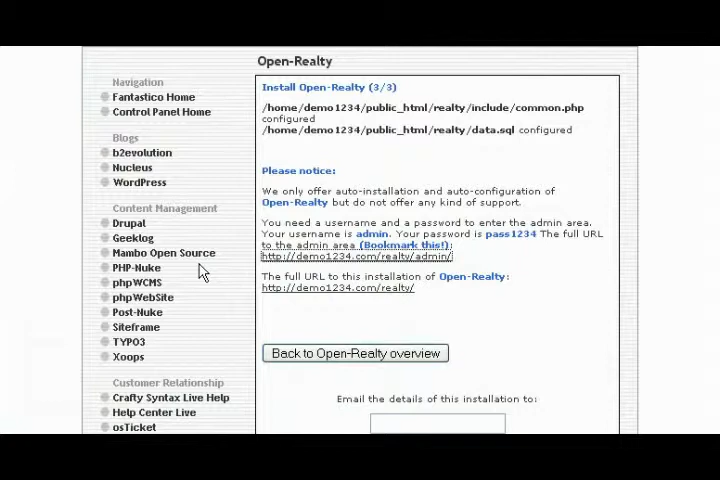 Open-Realty
Navigation
Fantastico Home
Control Panel Home
Blogs
b2evolution
Nucleus
WordPress
Content Management
Drupal
Geeklog
Mambo Open Source
PHP-Nuke
phpWCMS
phpWebSite
Post-Nuke
Siteframe
TYPO3
Xoops
Customer Relationship
Crafty Syntax Live Help
Help Center Live
osTicket
Install Open-Realty (3/3)
/home/demo1234/public_html/realty/include/common.php
configured
/home/demo1234/public_html/realty/data.sql configured
Please notice:
We only offer auto-installation and auto-configuration of
Open-Realty but do not offer any kind of support.
You need a username and a password to enter the admin area.
Your username is admin. Your password is pass1234 The full URL
to the admin area (Bookmark this!):
http://demo1234.com/realty/admin/
The full URL to this installation of Open-Realty:
http://demo1234.com/realty/
Back to Open-Realty overview
Email the details of this installation to: